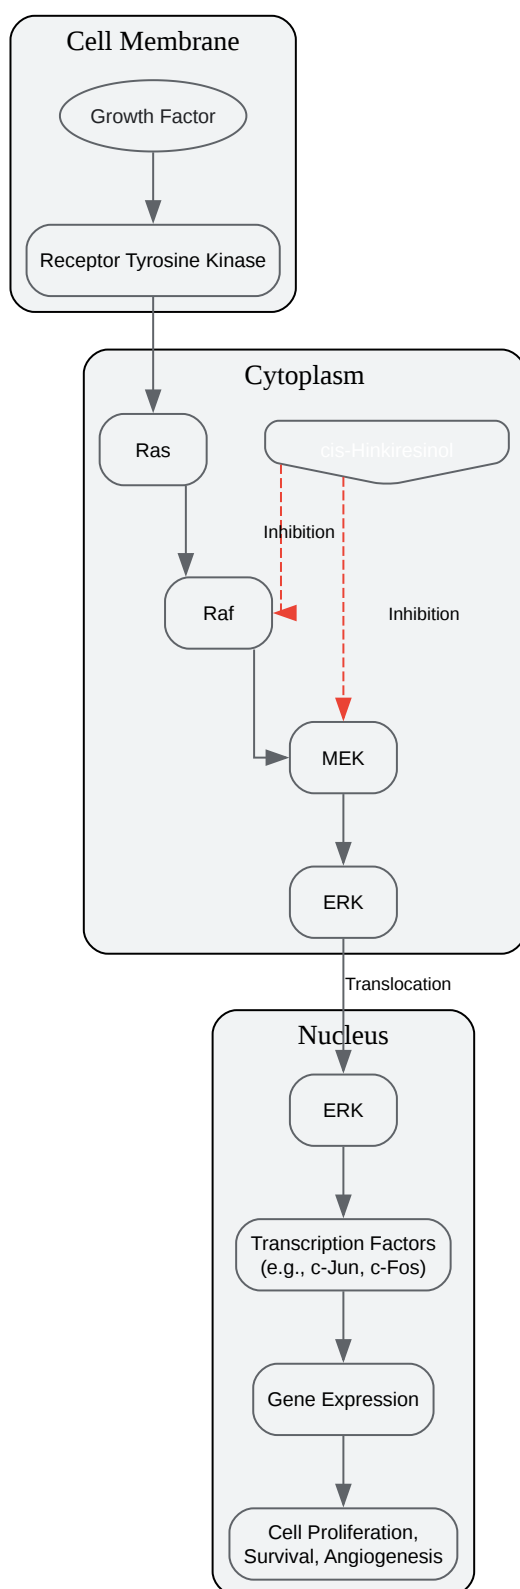 Cell Membrane
Growth Factor
Receptor Tyrosine Kinase
Cytoplasm
Ras
cis-Hinkiresinol
Inhibition
Raf
Inhibition
MEK
ERK
Translocation
Nucleus
ERK
Transcription Factors
(e.g., c-Jun, c-Fos)
Gene Expression
Cell Proliferation,
Survival, Angiogenesis